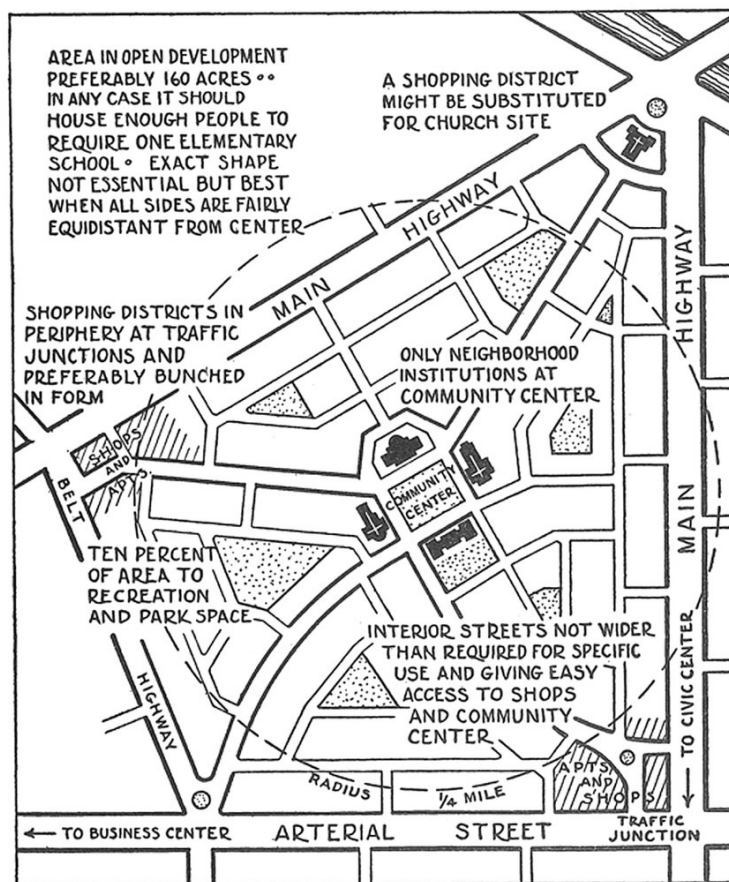 AREA IN OPEN DEVELOPMENT
PREFERABLY 160 ACRES • •
IN ANY CASE IT SHOULD
HOUSE ENOUGH PEOPLE TO
REQUIRE ONE ELEMENTARY
SCHOOL • EXACT SHAPE
NOT ESSENTIAL BUT BEST
WHEN ALL SIDES ARE FAIRLY
EQUIDISTANT FROM CENTER
A SHOPPING DISTRICT
MIGHT BE SUBSTITUTED
FOR CHURCH SITE
MAIN HIGHWAY
HIGHWAY
SHOPPING DISTRICTS IN
PERIPHERY AT TRAFFIC
JUNCTIONS AND
PREFERABLY BUNCHED
IN FORM
ONLY NEIGHBORHOOD
INSTITUTIONS AT
COMMUNITY CENTER
SHOPS
AND
APTS.
BELT
COMMUNITY
CENTER
MAIN
TEN PERCENT
OF AREA TO
RECREATION
AND PARK SPACE
INTERIOR STREETS NOT WIDER
THAN REQUIRED FOR SPECIFIC
USE AND GIVING EASY
ACCESS TO SHOPS
AND COMMUNITY
CENTER
HIGHWAY
TO CIVIC CENTER →
RADIUS 1/4 MILE
APTS.
AND
SHOPS
TRAFFIC
JUNCTION
← TO BUSINESS CENTER
ARTERIAL STREET